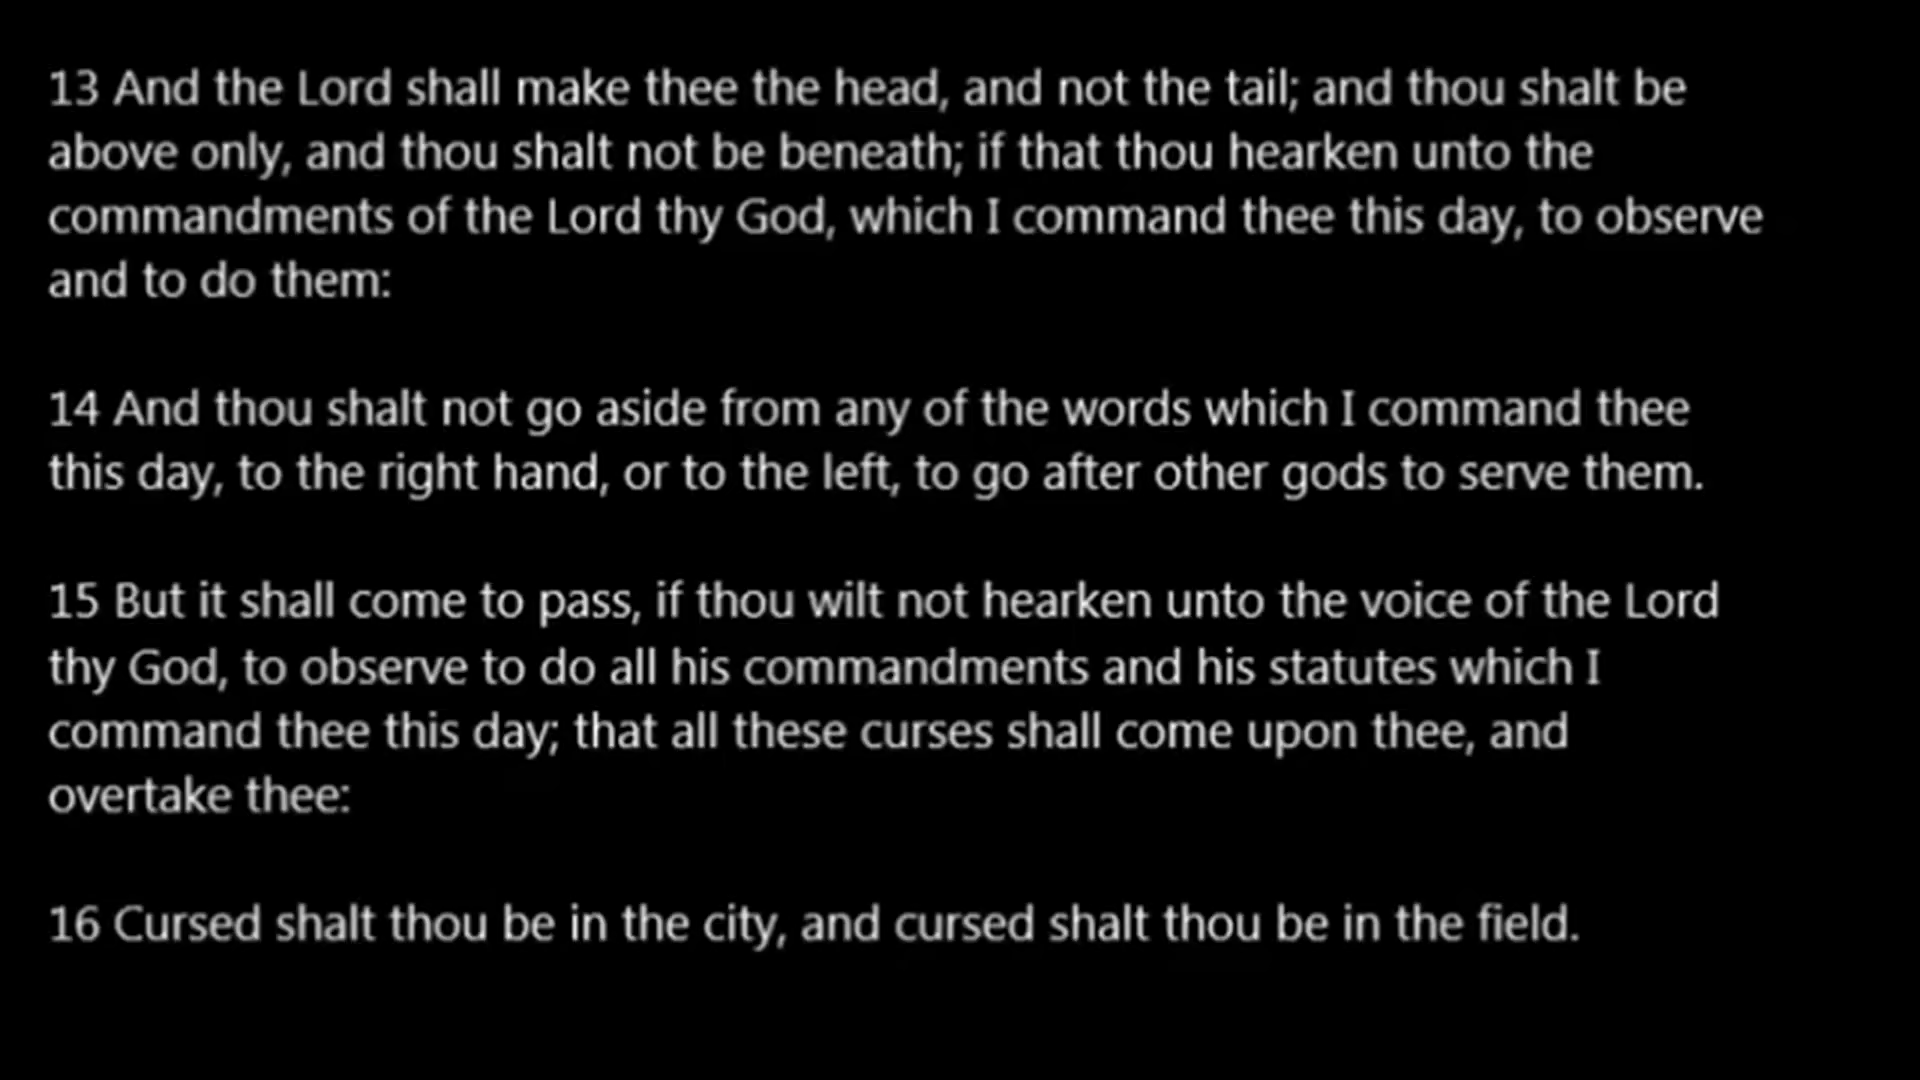 13 And the Lord shall make thee the head, and not the tail; and thou shalt be
above only, and thou shalt not be beneath; if that thou hearken unto the
commandments of the Lord thy God, which I command thee this day, to observe
and to do them:
14 And thou shalt not go aside from any of the words which I command thee
this day, to the right hand, or to the left, to go after other gods to serve them.
15 But it shall come to pass, if thou wilt not hearken unto the voice of the Lord
thy God, to observe to do all his commandments and his statutes which I
command thee this day; that all these curses shall come upon thee, and
overtake thee:
16 Cursed shalt thou be in the city, and cursed shalt thou be in the field.